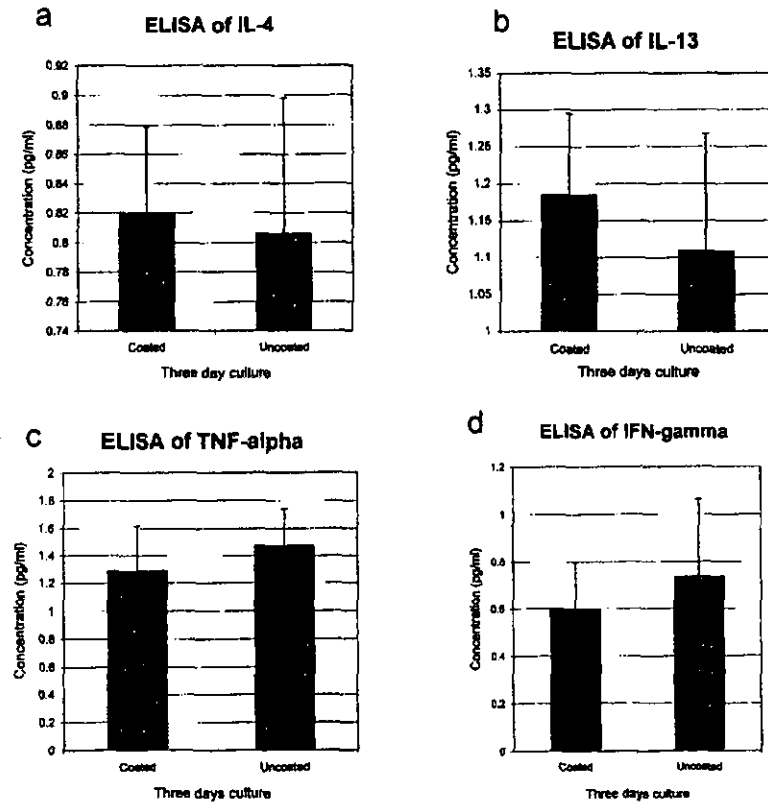 a
ELISA of IL-4
Concentration (pg/ml)
0.92
0.9
0.88
0.86
0.84
0.82
0.8
0.78
0.76
0.74
Coated
Uncoated
Three day culture
b
ELISA of IL-13
Concentration (pg/ml)
1.35
1.3
1.25
1.2
1.15
1.1
1.05
1
Coated
Uncoated
Three days culture
c
ELISA of TNF-alpha
Concentration (pg/ml)
2
1.8
1.6
1.4
1.2
1
0.8
0.6
0.4
0.2
0
Coated
Uncoated
Three days culture
d
ELISA of IFN-gamma
Concentration (pg/ml)
1.2
1
0.8
0.6
0.4
0.2
0
Coated
Uncoated
Three days culture